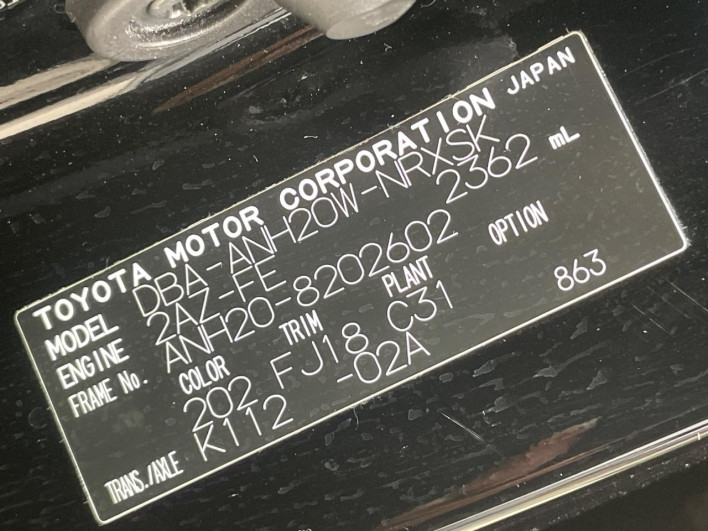 TOYOTA MOTOR CORPORATION JAPAN
MODEL DBA-ANH20W-NRXSK
ENGINE 2AZ-FE 2362 mL
FRAME No. ANH20-8202602
COLOR TRIM PLANT OPTION
202 FJ18 C31 863
TRANS./AXLE K112 -02A